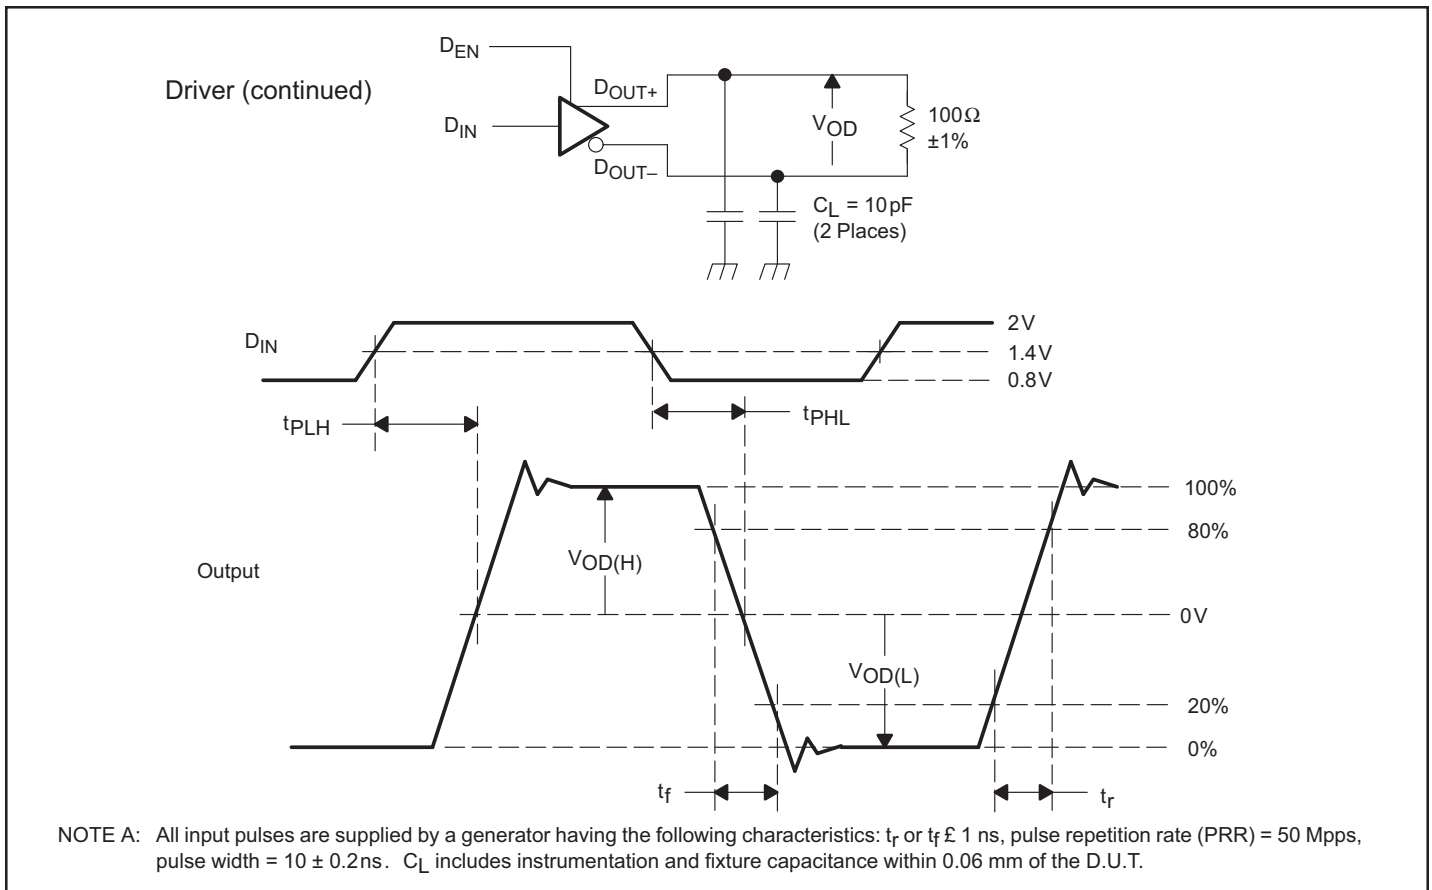 Driver (continued)
DEN
DIN
DOUT+
DOUT–
VOD
100Ω
±1%
CL = 10pF
(2 Places)
DIN
2V
1.4V
0.8V
tPLH
tPHL
100%
80%
VOD(H)
Output
0V
VOD(L)
20%
0%
tf
tr
NOTE A: All input pulses are supplied by a generator having the following characteristics: tr or tf £ 1 ns, pulse repetition rate (PRR) = 50 Mpps,
pulse width = 10 ± 0.2ns. CL includes instrumentation and fixture capacitance within 0.06 mm of the D.U.T.